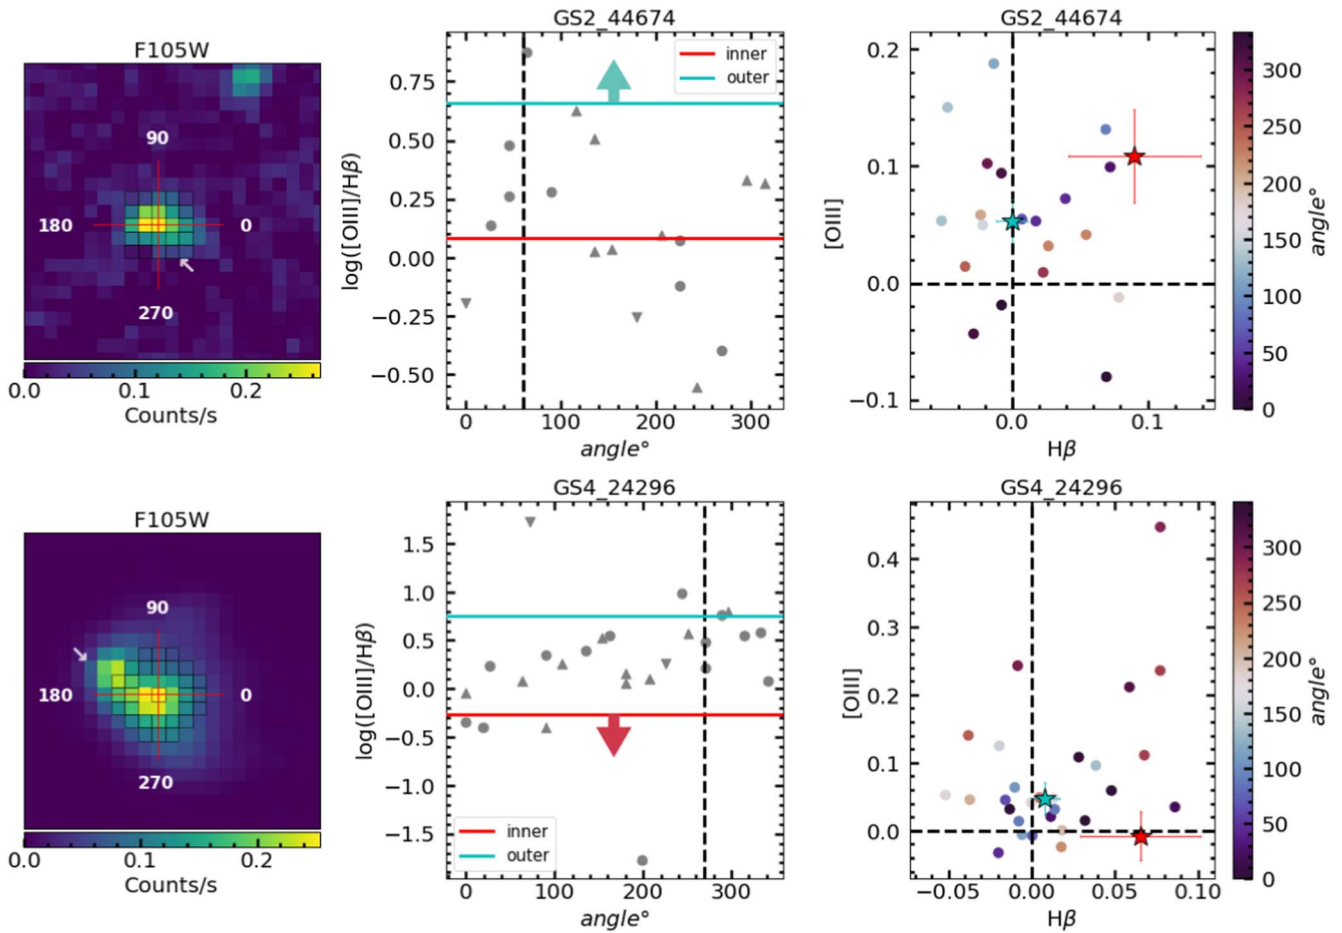 F105W
90
180
0
270
0.0 0.1 0.2
Counts/s
GS2_44674
inner
outer
0.75
0.50
0.25
0.00
−0.25
−0.50
log([OIII]/Hβ)
0 100 200 300
angle°
GS2_44674
0.2
0.1
0.0
−0.1
[OIII]
0.0 0.1
Hβ
300
250
200
150
100
50
0
angle°
F105W
90
180
0
270
0.0 0.1 0.2
Counts/s
GS4_24296
1.5
1.0
0.5
0.0
−0.5
−1.0
−1.5
log([OIII]/Hβ)
inner
outer
0 100 200 300
angle°
GS4_24296
0.4
0.3
0.2
0.1
0.0
[OIII]
−0.05 0.00 0.05 0.10
Hβ
300
250
200
150
100
50
0
angle°